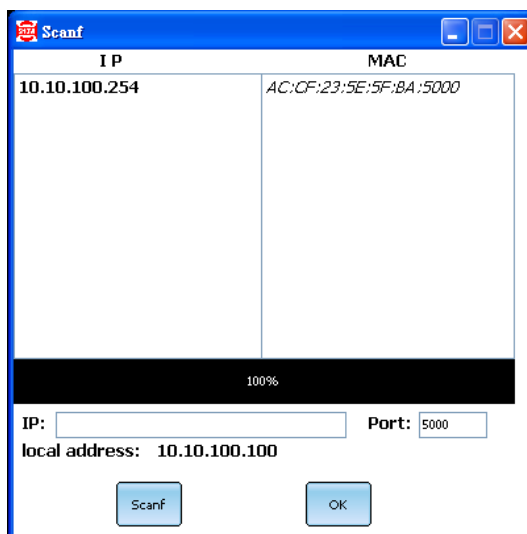 Scanf
I P MAC
10.10.100.254 AC:CF:23:5E:5F:BA:5000
100%
IP: Port: 5000
local address: 10.10.100.100
Scanf OK